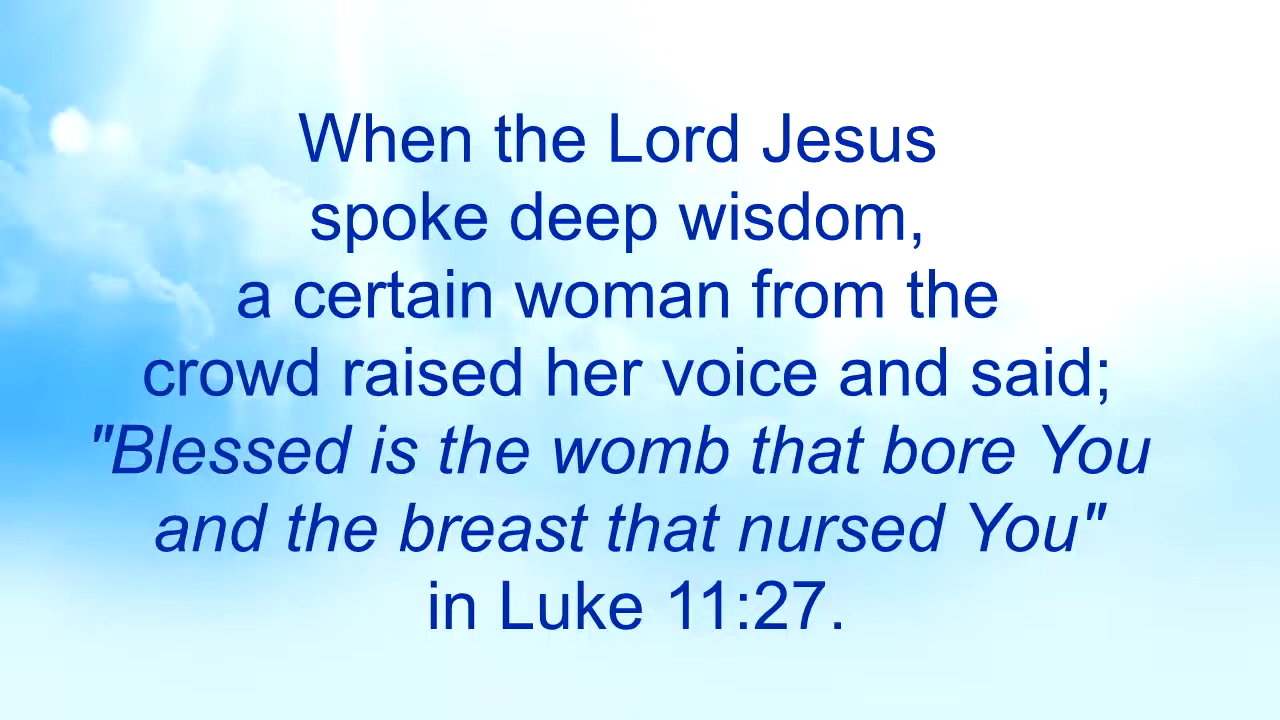 When the Lord Jesus
spoke deep wisdom,
a certain woman from the
crowd raised her voice and said;
"Blessed is the womb that bore You
and the breast that nursed You"
in Luke 11:27.